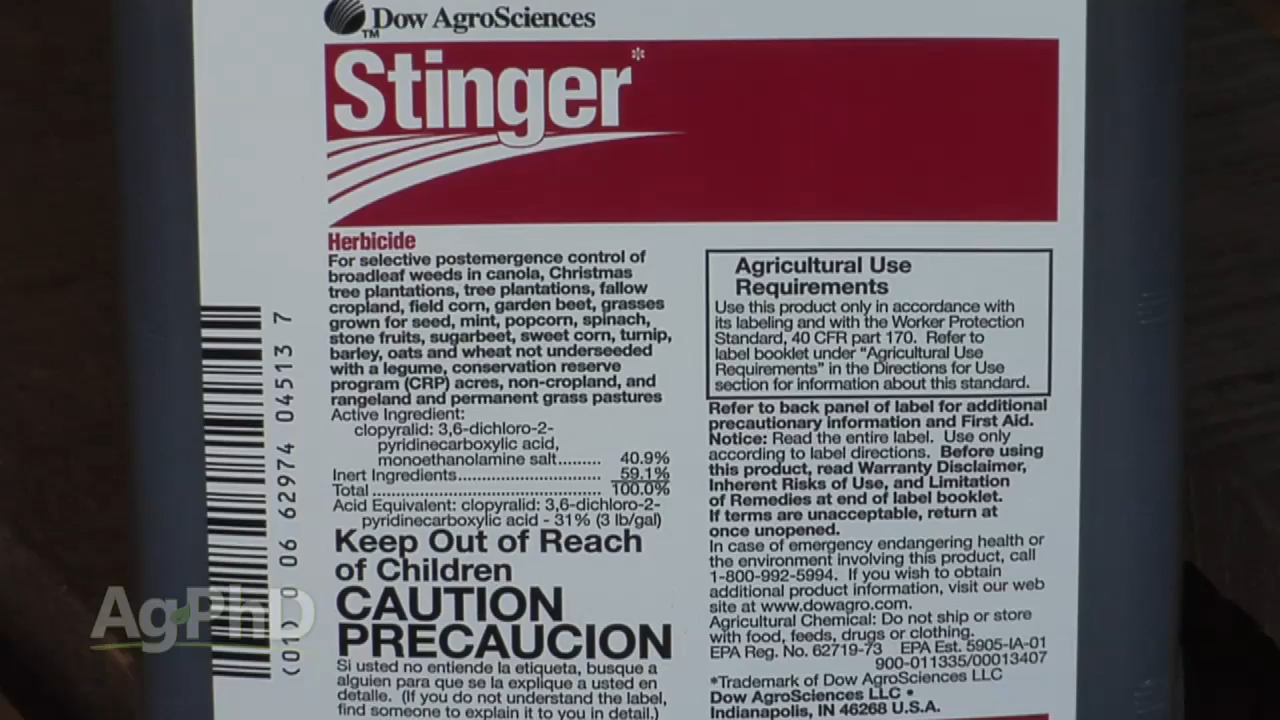 TM Dow AgroSciences
Stinger*
Herbicide
For selective postemergence control of
broadleaf weeds in canola, Christmas
tree plantations, tree plantations, fallow
cropland, field corn, garden beet, grasses
grown for seed, mint, popcorn, spinach,
stone fruits, sugarbeet, sweet corn, turnip,
barley, oats and wheat not underseeded
with a legume, conservation reserve
program (CRP) acres, non-cropland, and
rangeland and permanent grass pastures
Active Ingredient:
clopyralid: 3,6-dichloro-2-
pyridinecarboxylic acid,
monoethanolamine salt......... 40.9%
Inert Ingredients............................. 59.1%
Total .............................................. 100.0%
Acid Equivalent: clopyralid: 3,6-dichloro-2-
pyridinecarboxylic acid - 31% (3 lb/gal)
Keep Out of Reach
of Children
CAUTION
PRECAUCION
Si usted no entiende la etiqueta, busque a
alguien para que se la explique a usted en
detalle. (If you do not understand the label,
find someone to explain it to you in detail.)
Agricultural Use
Requirements
Use this product only in accordance with
its labeling and with the Worker Protection
Standard, 40 CFR part 170. Refer to
label booklet under “Agricultural Use
Requirements” in the Directions for Use
section for information about this standard.
Refer to back panel of label for additional
precautionary information and First Aid.
Notice: Read the entire label. Use only
according to label directions. Before using
this product, read Warranty Disclaimer,
Inherent Risks of Use, and Limitation
of Remedies at end of label booklet.
If terms are unacceptable, return at
once unopened.
In case of emergency endangering health or
the environment involving this product, call
1-800-992-5994. If you wish to obtain
additional product information, visit our web
site at www.dowagro.com.
Agricultural Chemical: Do not ship or store
with food, feeds, drugs or clothing.
EPA Reg. No. 62719-73 EPA Est. 5905-IA-01
900-011335/00013407
*Trademark of Dow AgroSciences LLC
Dow AgroSciences LLC •
Indianapolis, IN 46268 U.S.A.
(01) 0 06 62974 04513 7
AgPhD